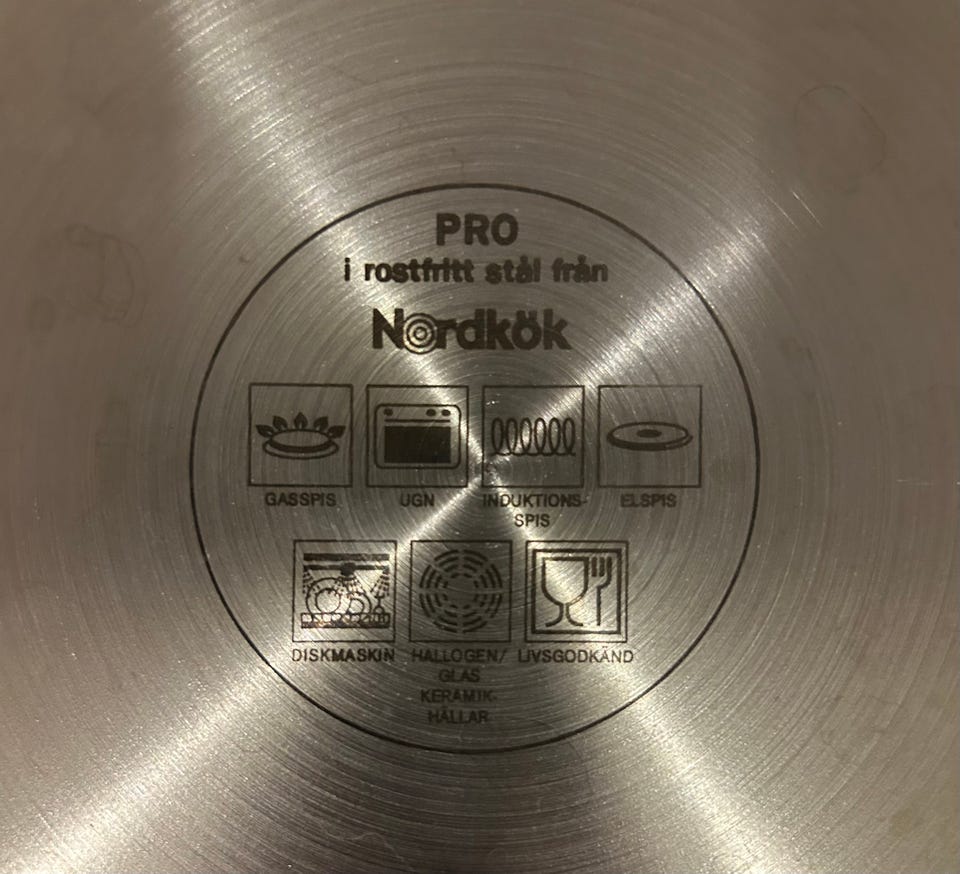 PRO
i rostfritt stål från
Nordkök
GASSPIS UGN INDUKTIONS- ELSPIS
SPIS
DISKMASKIN HALLOGEN/ LIVSGODKÄND
GLAS
KERAMIK-
HÄLLAR